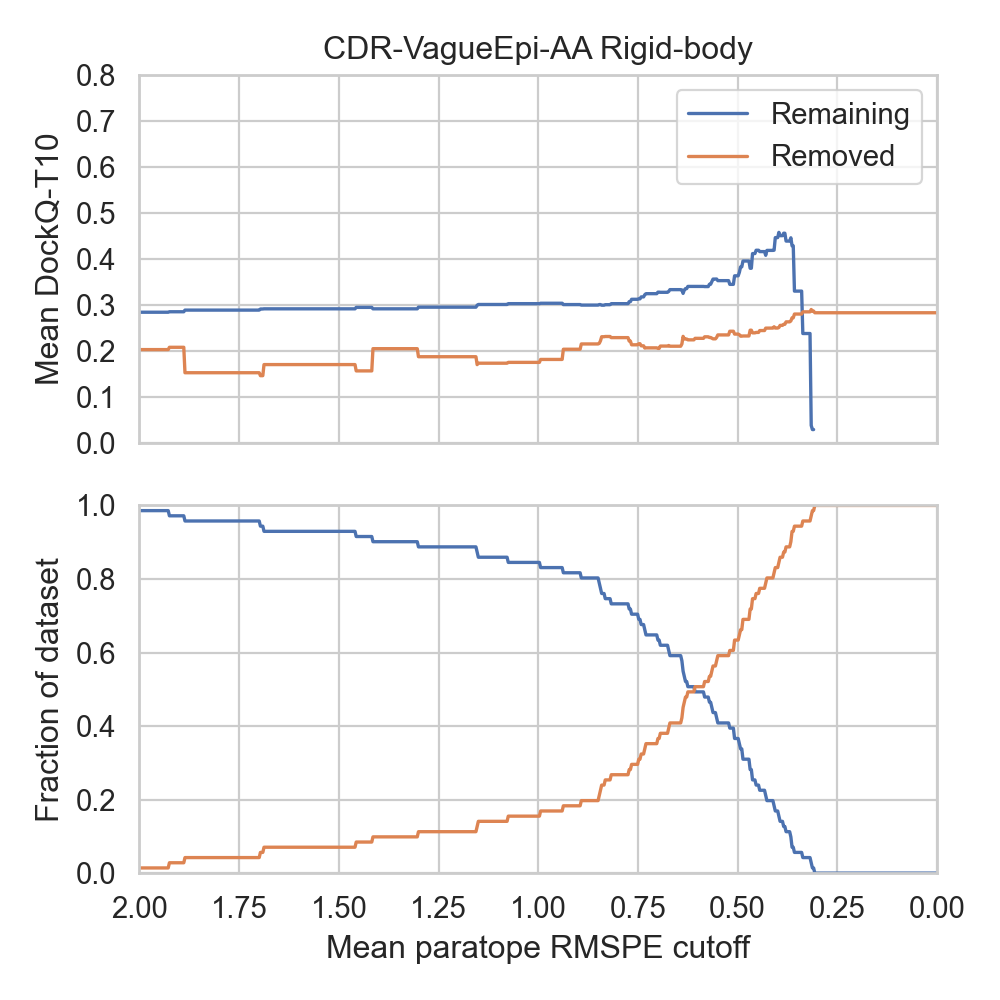 CDR-VagueEpi-AA Rigid-body
Mean DockQ-T10
0.8
0.7
0.6
0.5
0.4
0.3
0.2
0.1
0.0
Remaining
Removed
Fraction of dataset
1.0
0.8
0.6
0.4
0.2
0.0
2.00 1.75 1.50 1.25 1.00 0.75 0.50 0.25 0.00
Mean paratope RMSPE cutoff